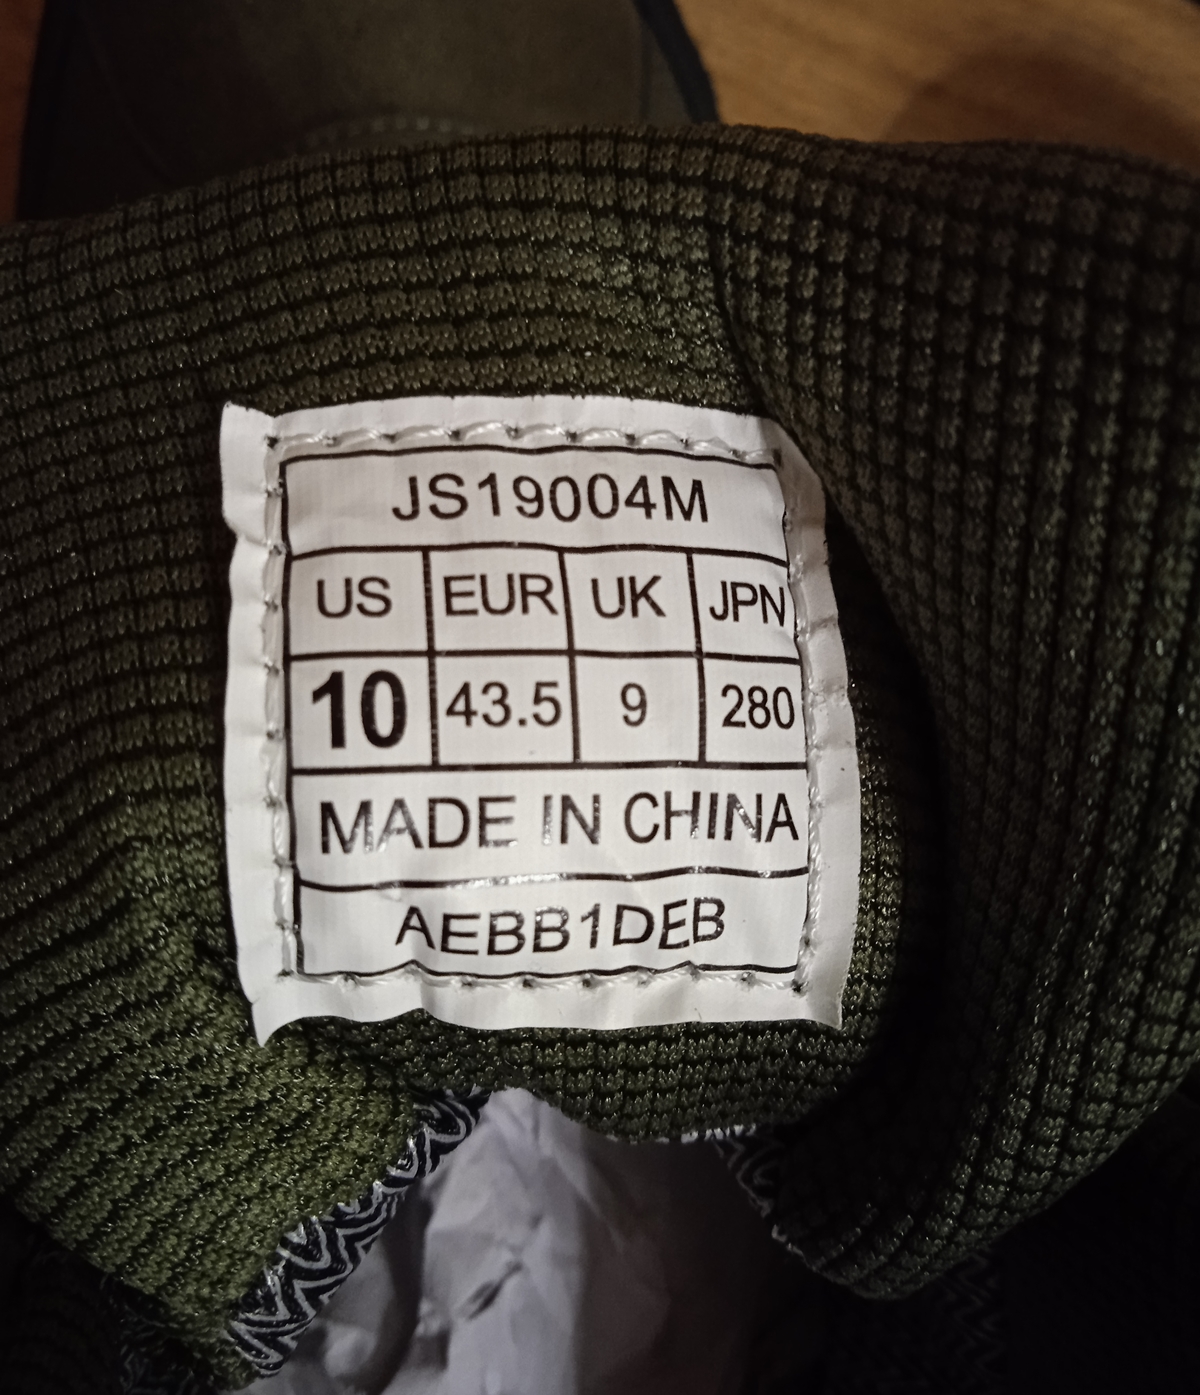 JS19004M
US EUR UK JPN
10 43.5 9 280
MADE IN CHINA
AEBB1DEB